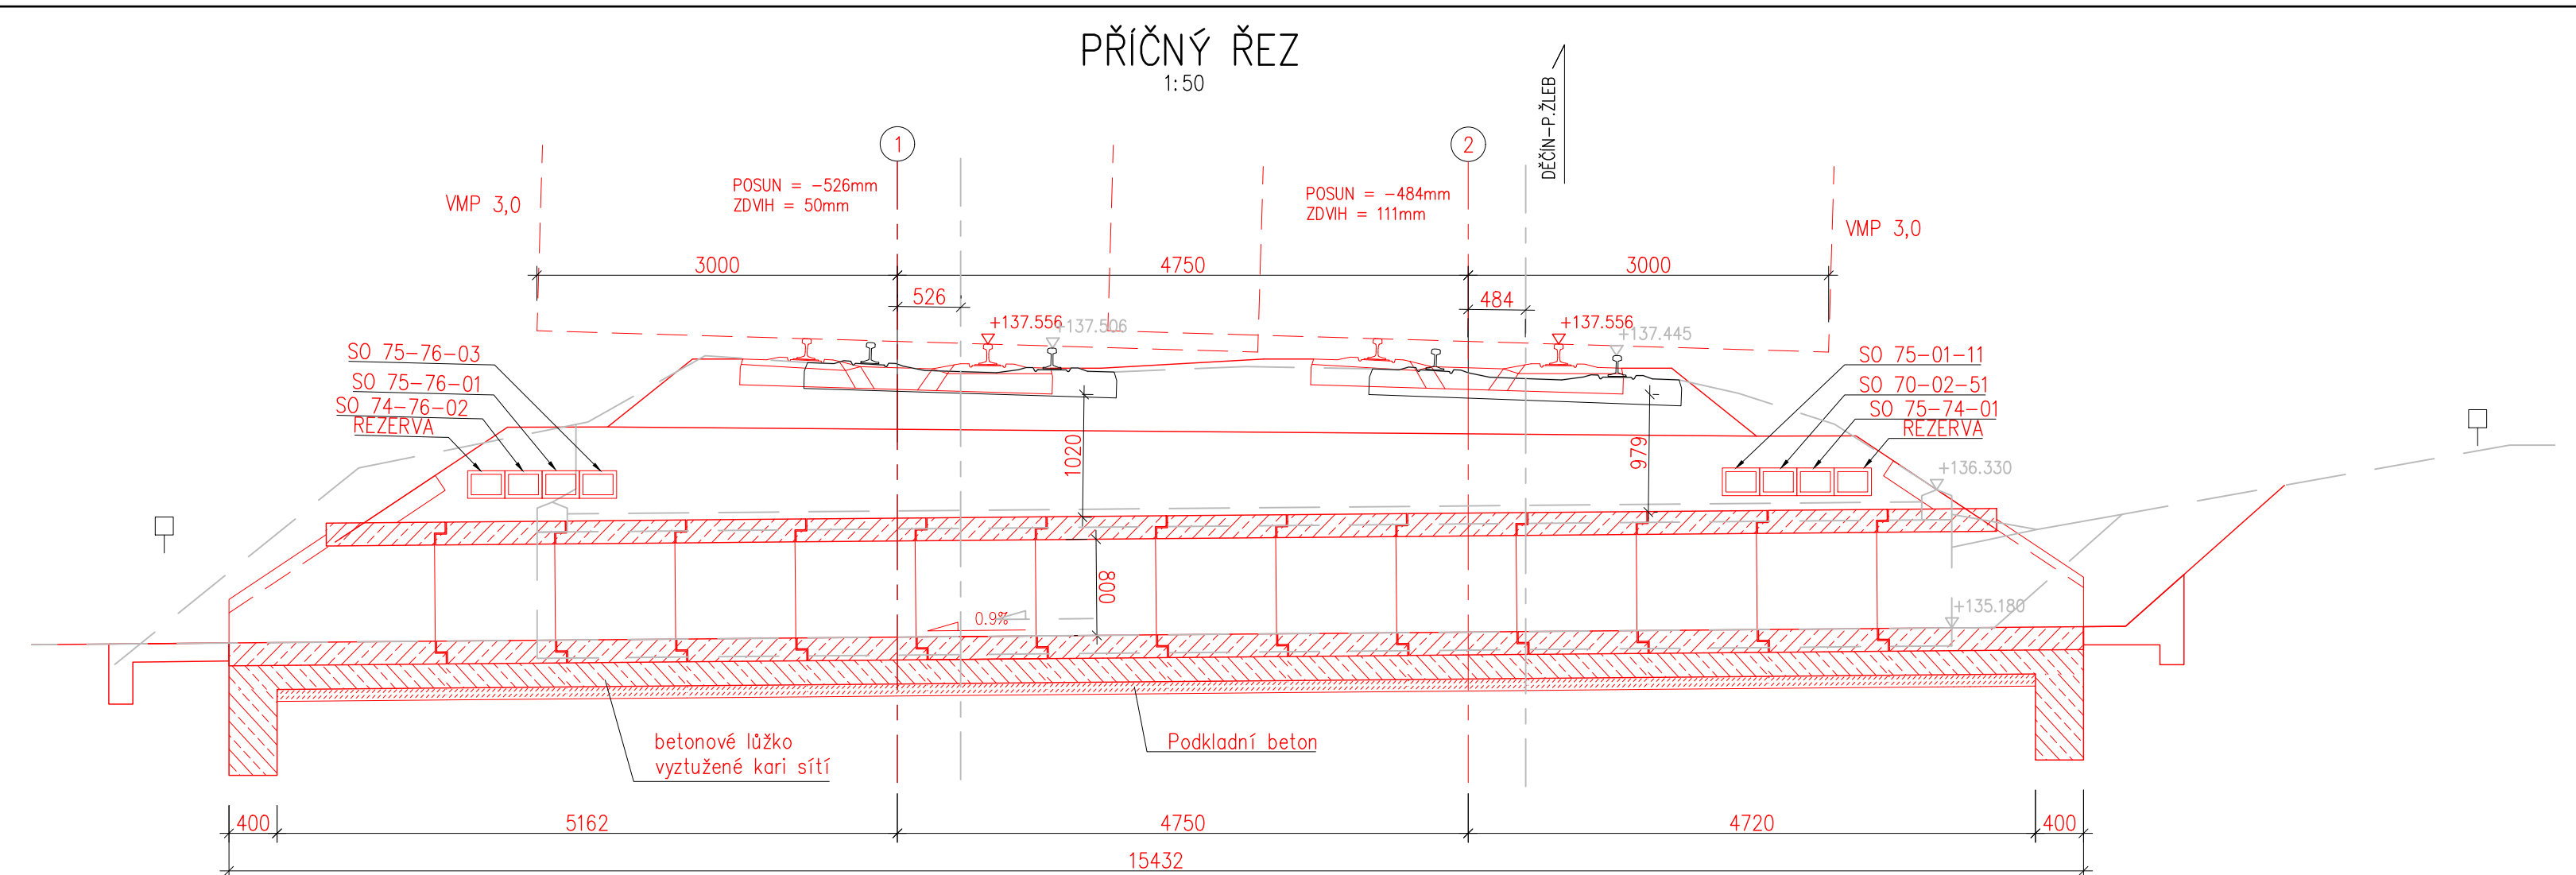 PŘÍČNÝ ŘEZ
1:50
DĚČÍN-P.ŽLEB
1
2
POSUN = -526mm
ZDVIH = 50mm
POSUN = -484mm
ZDVIH = 111mm
VMP 3,0
VMP 3,0
3000
4750
3000
526
484
+137.556
+137.506
+137.556
+137.445
SO 75-76-03
SO 75-76-01
SO 74-76-02
REZERVA
SO 75-01-11
SO 70-02-51
SO 75-74-01
REZERVA
1020
979
+136.330
800
0.9%
+135.180
betonové lůžko
vyztužené kari sítí
Podkladní beton
400
5162
4750
4720
400
15432